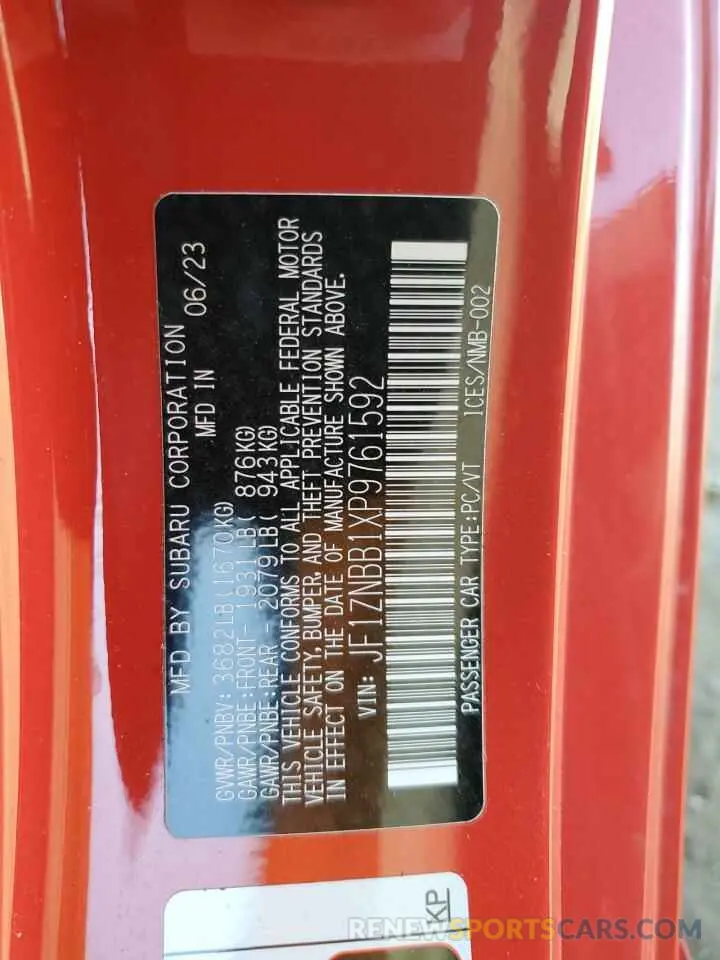 MFD BY SUBARU CORPORATION
MFD IN 06/23
GVWR/PNBV: 3682LB(1670KG)
GAWR/PNBE:FRONT- 1931LB( 876KG)
GAWR/PNBE:REAR - 2079LB( 943KG)
THIS VEHICLE CONFORMS TO ALL APPLICABLE FEDERAL MOTOR
VEHICLE SAFETY, BUMPER, AND THEFT PREVENTION STANDARDS
IN EFFECT ON THE DATE OF MANUFACTURE SHOWN ABOVE.
VIN: JF1ZNBB1XP9761592
PASSENGER CAR TYPE:PC/VT ICES/NMB-002
KP
RENEWSPORTSCARS.COM